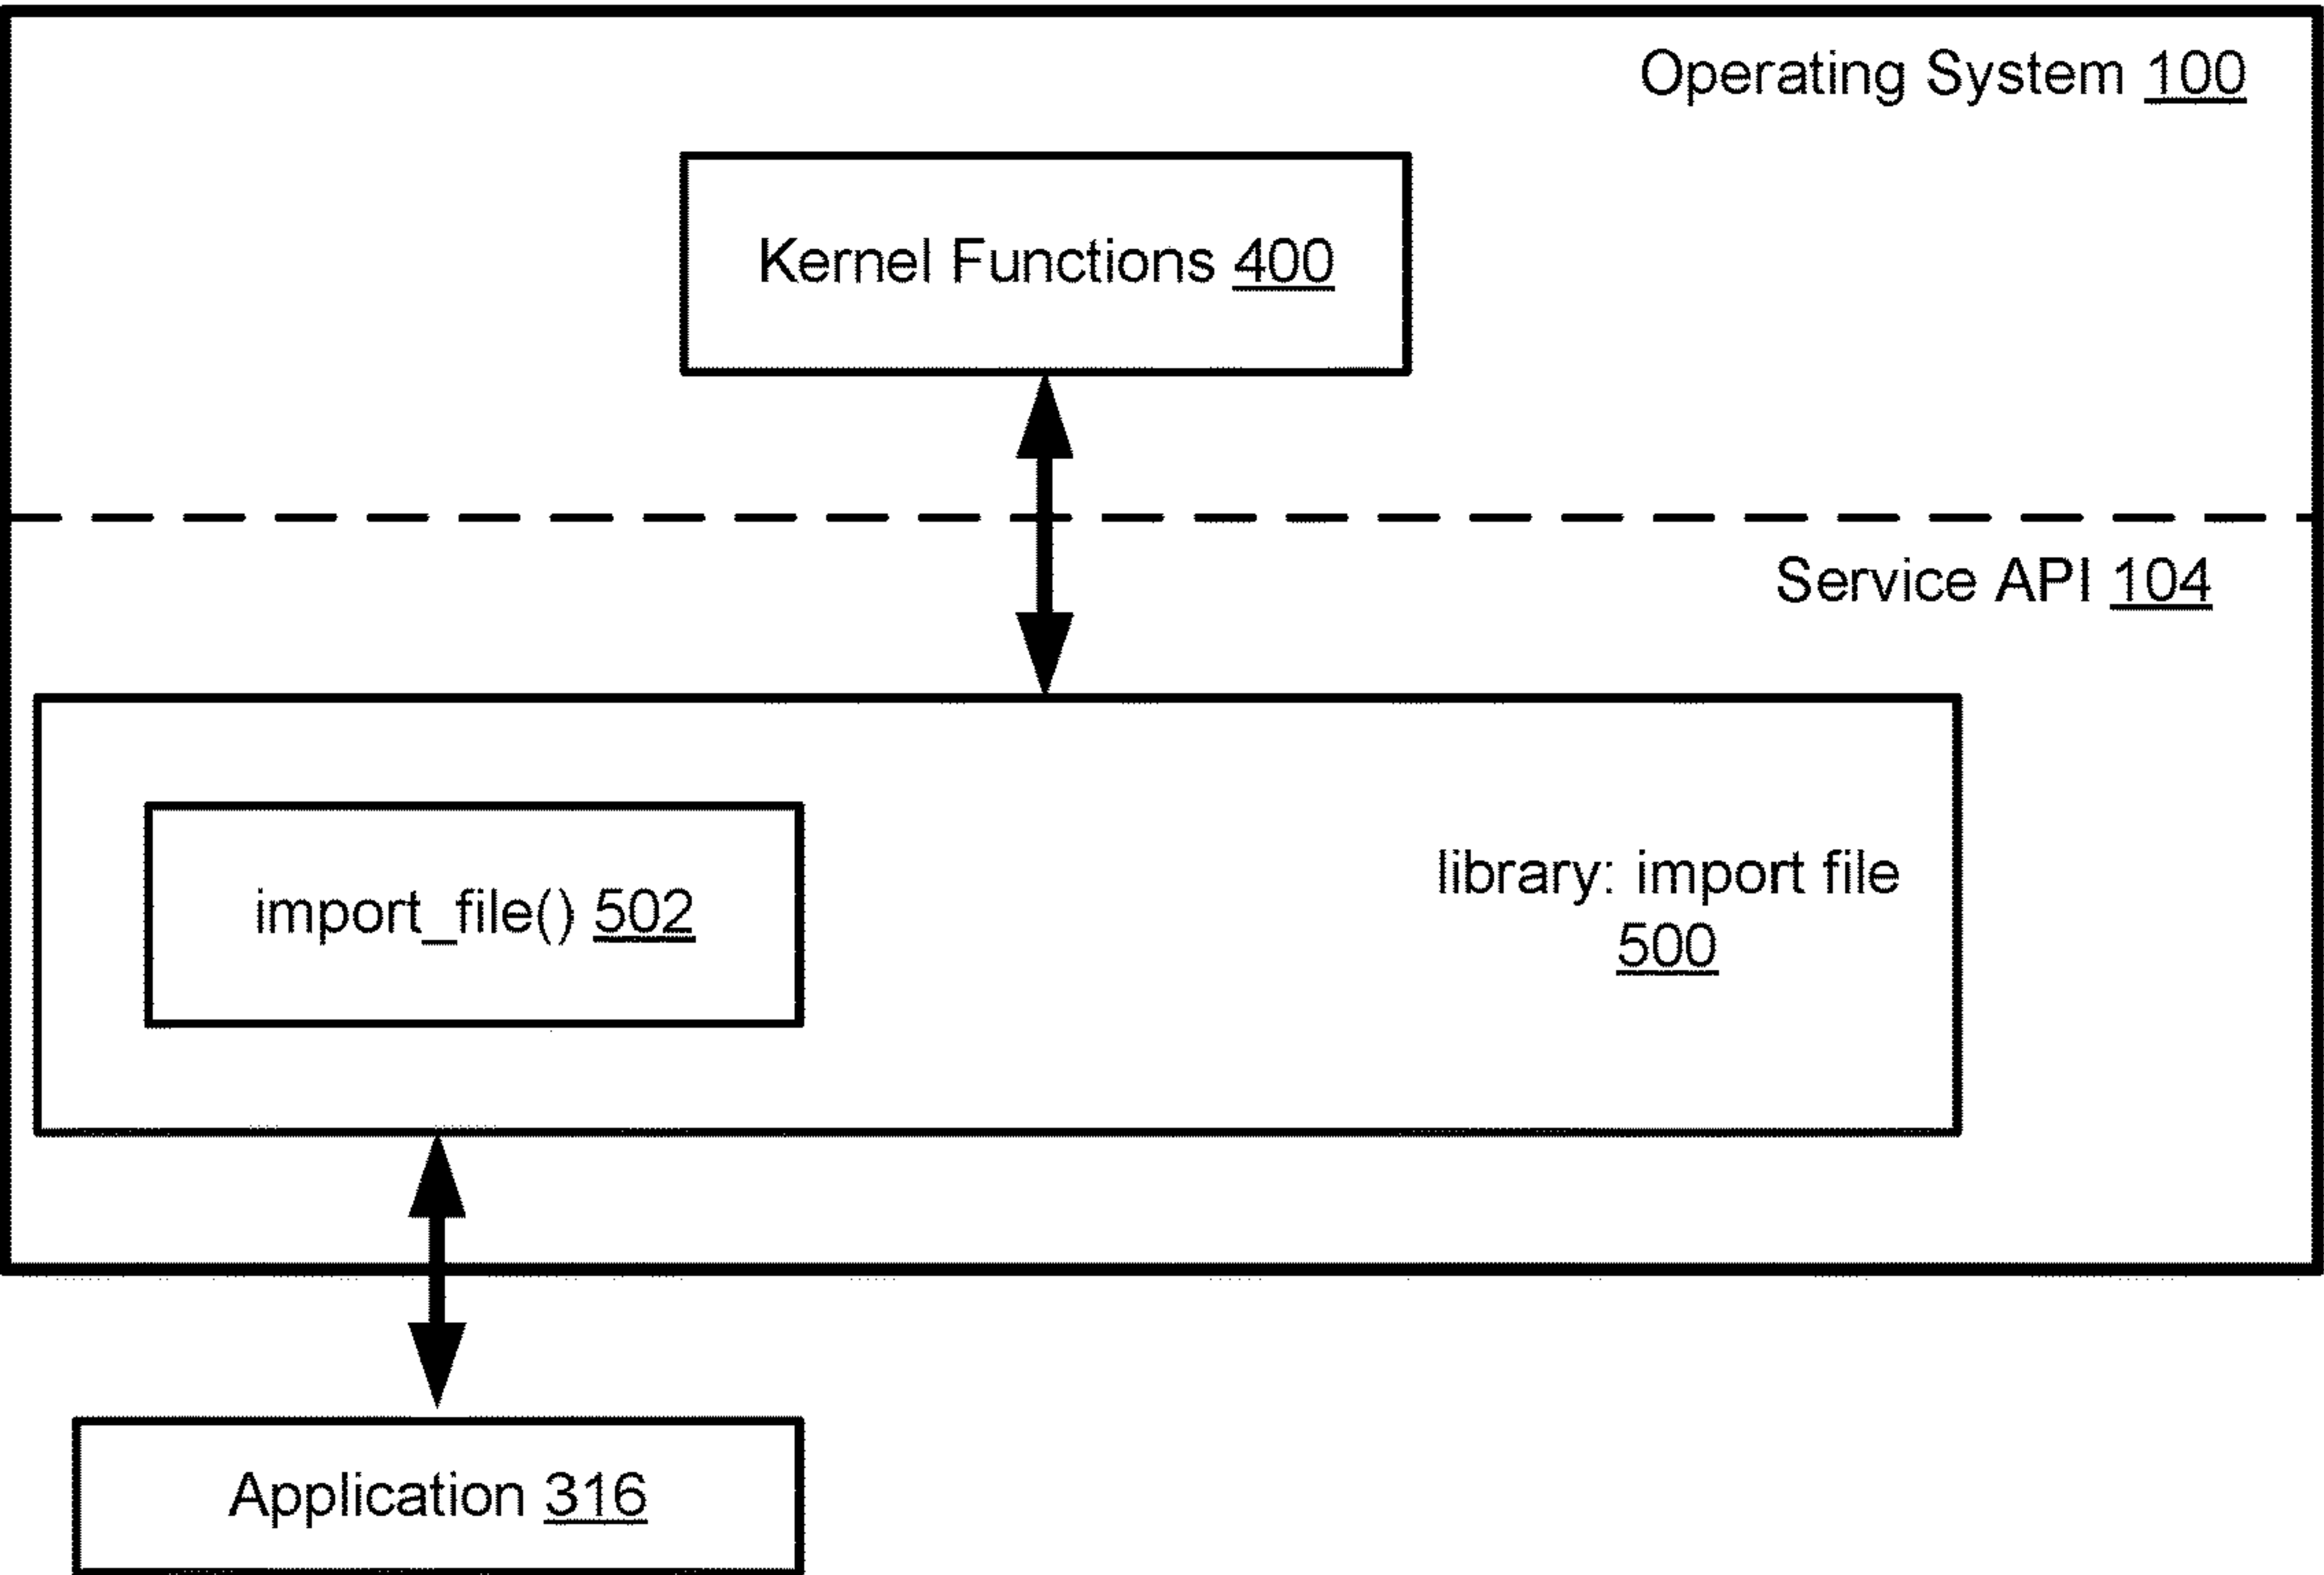 Operating System 100
Kernel Functions 400
Service API 104
library: import file
500
import_file() 502
Application 316